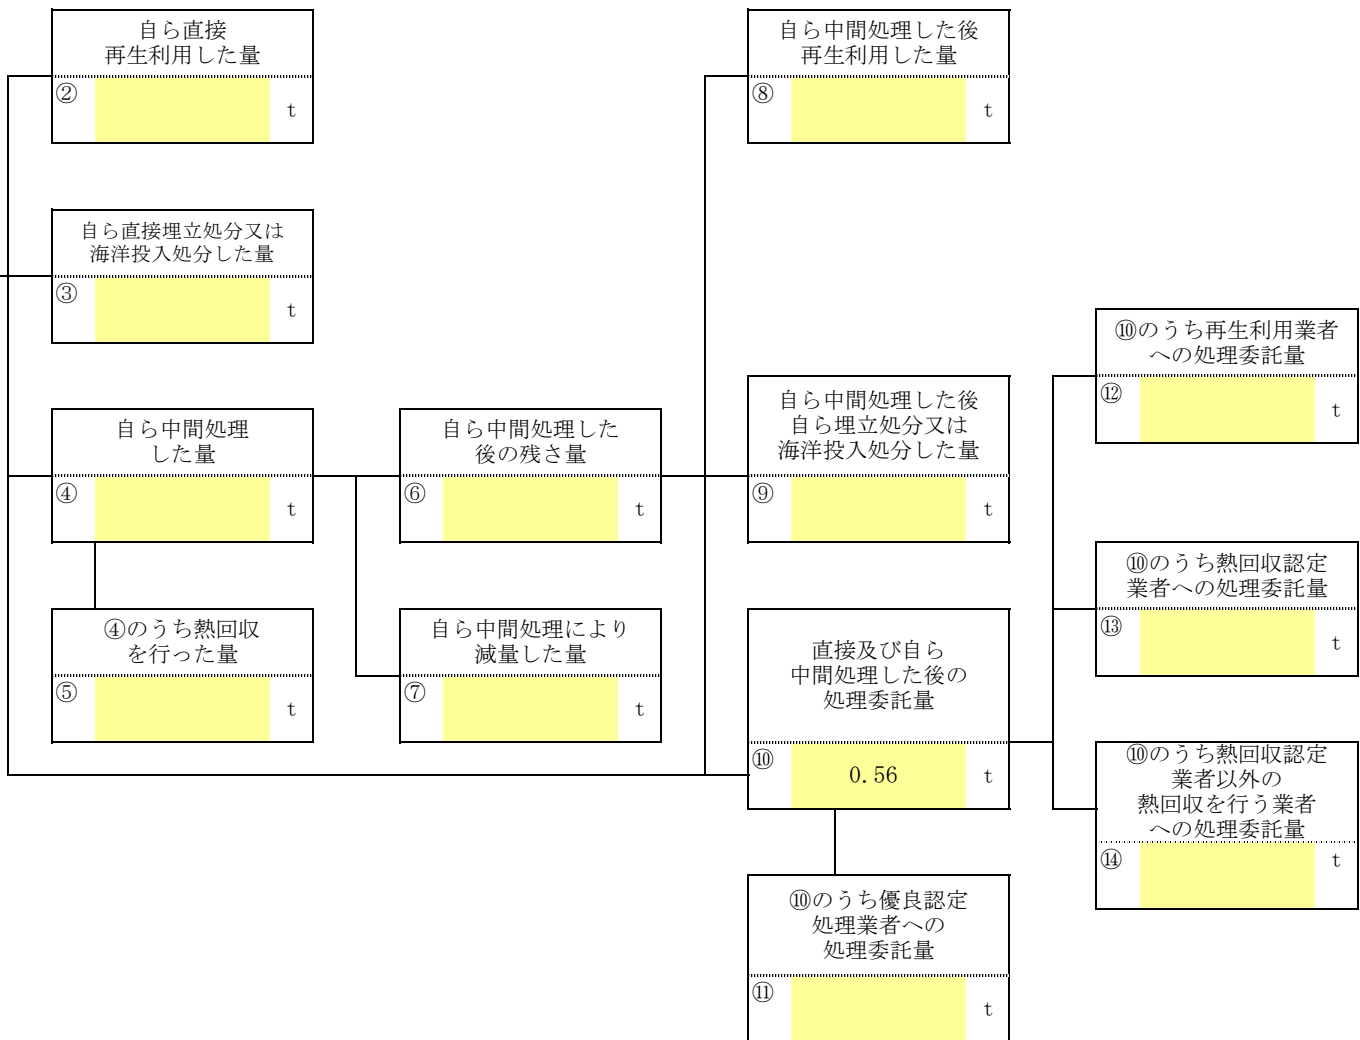 自ら直接
再生利用した量
②
t
自ら直接埋立処分又は
海洋投入処分した量
③
t
自ら中間処理
した量
④
t
④のうち熱回収
を行った量
⑤
t
自ら中間処理した
後の残さ量
⑥
t
自ら中間処理により
減量した量
⑦
t
自ら中間処理した後
再生利用した量
⑧
t
自ら中間処理した後
自ら埋立処分又は
海洋投入処分した量
⑨
t
直接及び自ら
中間処理した後の
処理委託量
⑩
0.56
t
⑩のうち優良認定
処理業者への
処理委託量
⑪
t
⑩のうち再生利用業者
への処理委託量
⑫
t
⑩のうち熱回収認定
業者への処理委託量
⑬
t
⑩のうち熱回収認定
業者以外の
熱回収を行う業者
への処理委託量
⑭
t